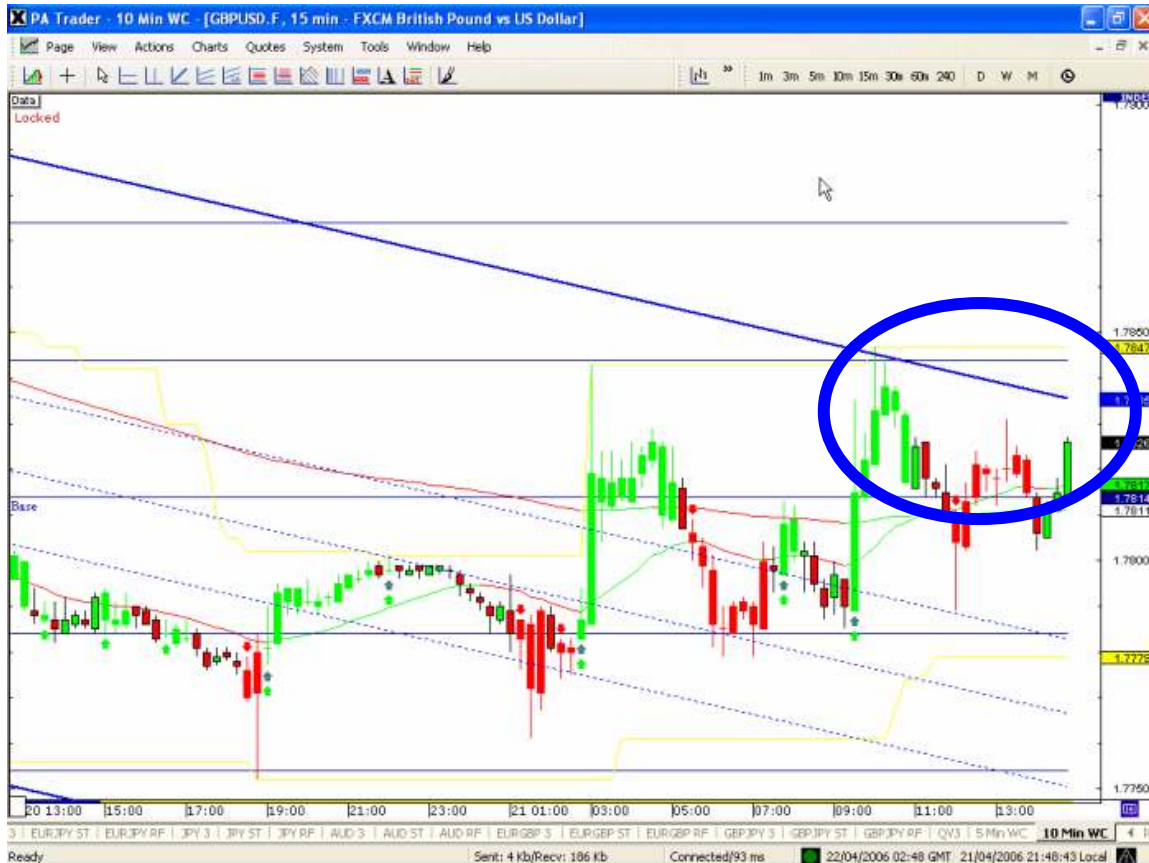 PA Trader - 10 Min WC - [GBPUSD.F, 15 min - FXCM British Pound vs US Dollar]
Page View Actions Charts Quotes System Tools Window Help
A 1m 3m 5m 10m 15m 30m 60m 240 D W M
Data
Locked
1.7900
1.7850
1.7847
1.7814
1.7811
Base
1.7800
1.7779
1.7750
20 13:00 15:00 17:00 19:00 21:00 23:00 21 01:00 03:00 05:00 07:00 09:00 11:00 13:00
3 EURJPY ST EURJPY RF JPY 3 JPY ST JPY RF AUD 3 AUD ST AUD RF EURGBP 3 EURGBP ST EURGBP RF GBPJPY 3 GBPJPY ST GBPJPY RF QV3 5 Min WC 10 Min WC
Ready Sent: 4 Kb/Recv: 186 Kb Connected/93 ms 22/04/2006 02:48 GMT 21/04/2006 21:48:43 Local